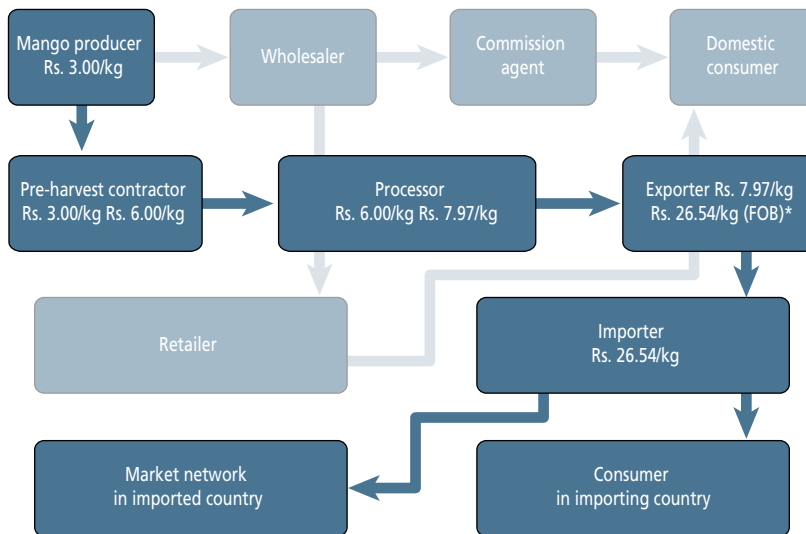 Mango producer
Rs. 3.00/kg
Wholesaler
Commission
agent
Domestic
consumer
Pre-harvest contractor
Rs. 3.00/kg Rs. 6.00/kg
Processor
Rs. 6.00/kg Rs. 7.97/kg
Exporter Rs. 7.97/kg
Rs. 26.54/kg (FOB)*
Retailer
Importer
Rs. 26.54/kg
Market network
in imported country
Consumer
in importing country